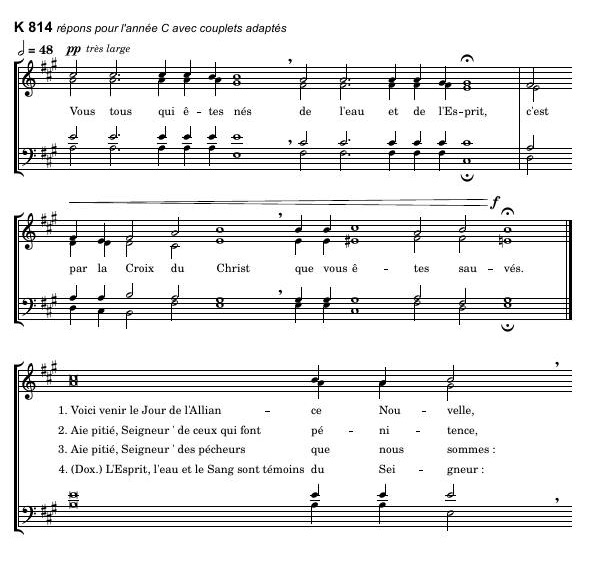 K 814 répons pour l'année C avec couplets adaptés
= 48 pp très large
Vous tous qui ê - tes nés de l'eau et de l'Es-prit, c'est
f
par la Croix du Christ que vous ê - tes sau - vés.
1. Voici venir le Jour de l'Allian - ce Nou - velle,
2. Aie pitié, Seigneur ' de ceux qui font pé - ni - tence,
3. Aie pitié, Seigneur ' des pécheurs que nous sommes :
4. (Dox.) L'Esprit, l'eau et le Sang sont témoins du Sei - gneur :